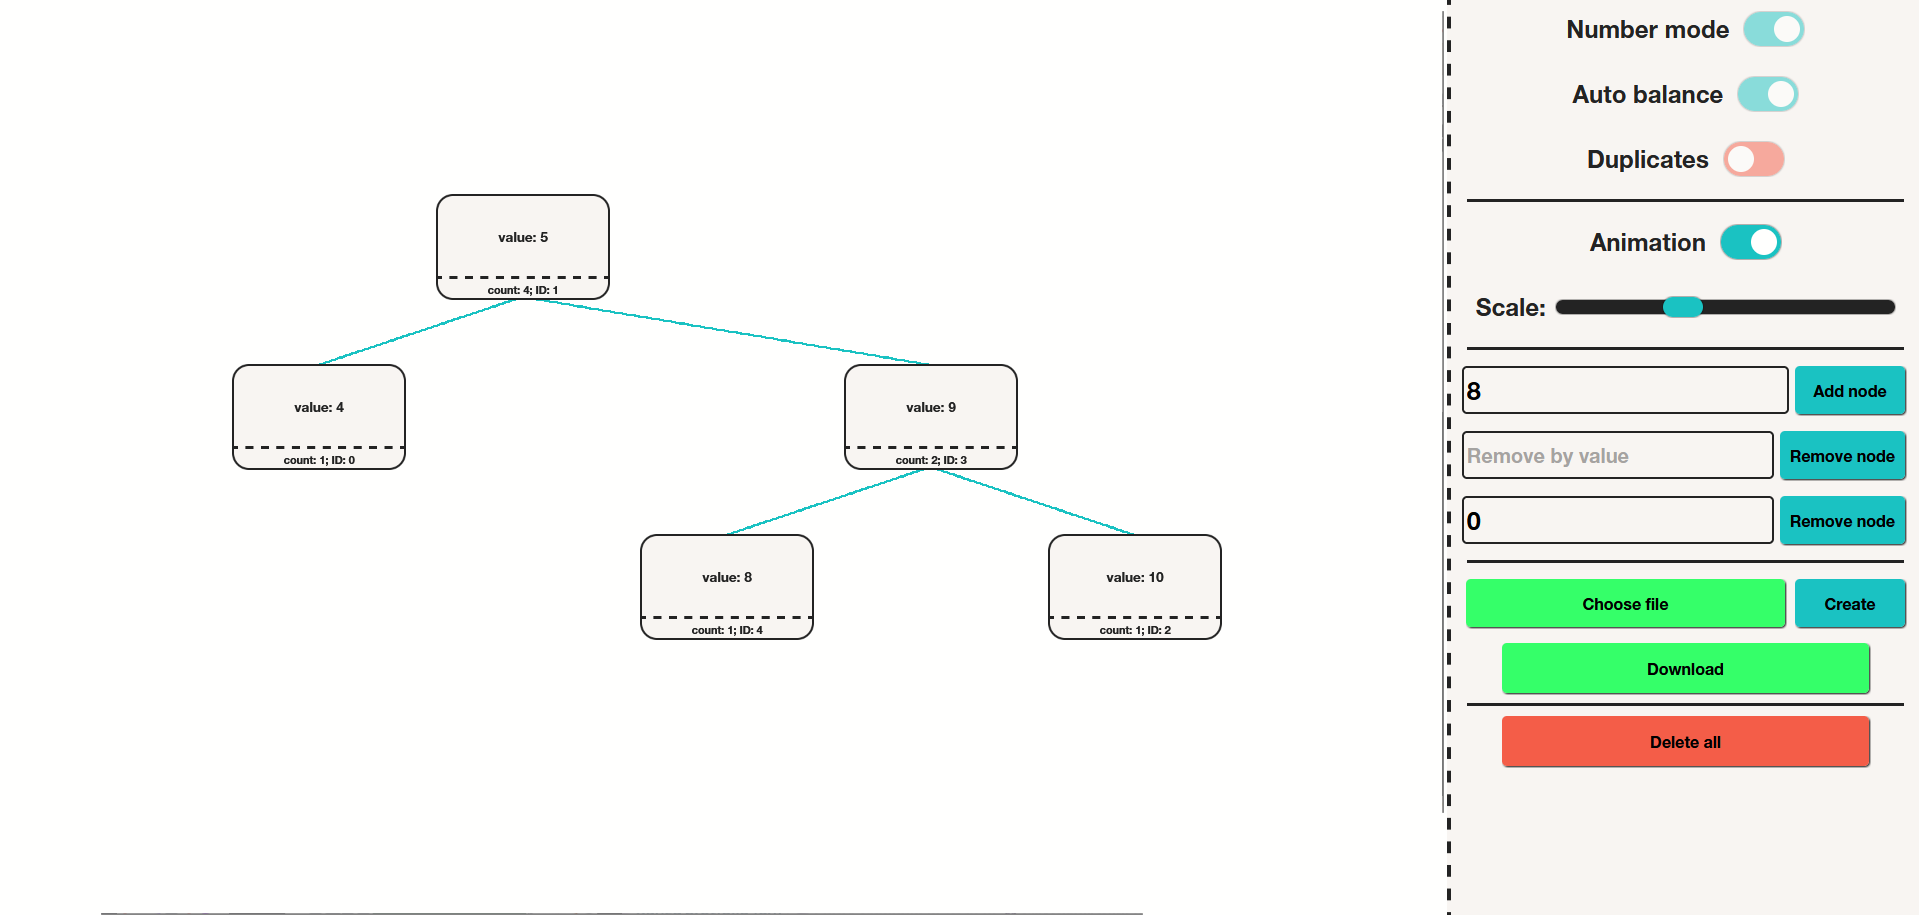 value: 5
count: 4; ID: 1
value: 4
count: 1; ID: 0
value: 9
count: 2; ID: 3
value: 8
count: 1; ID: 4
value: 10
count: 1; ID: 2
Number mode
Auto balance
Duplicates
Animation
Scale:
8
Add node
Remove by value
Remove node
0
Remove node
Choose file
Create
Download
Delete all